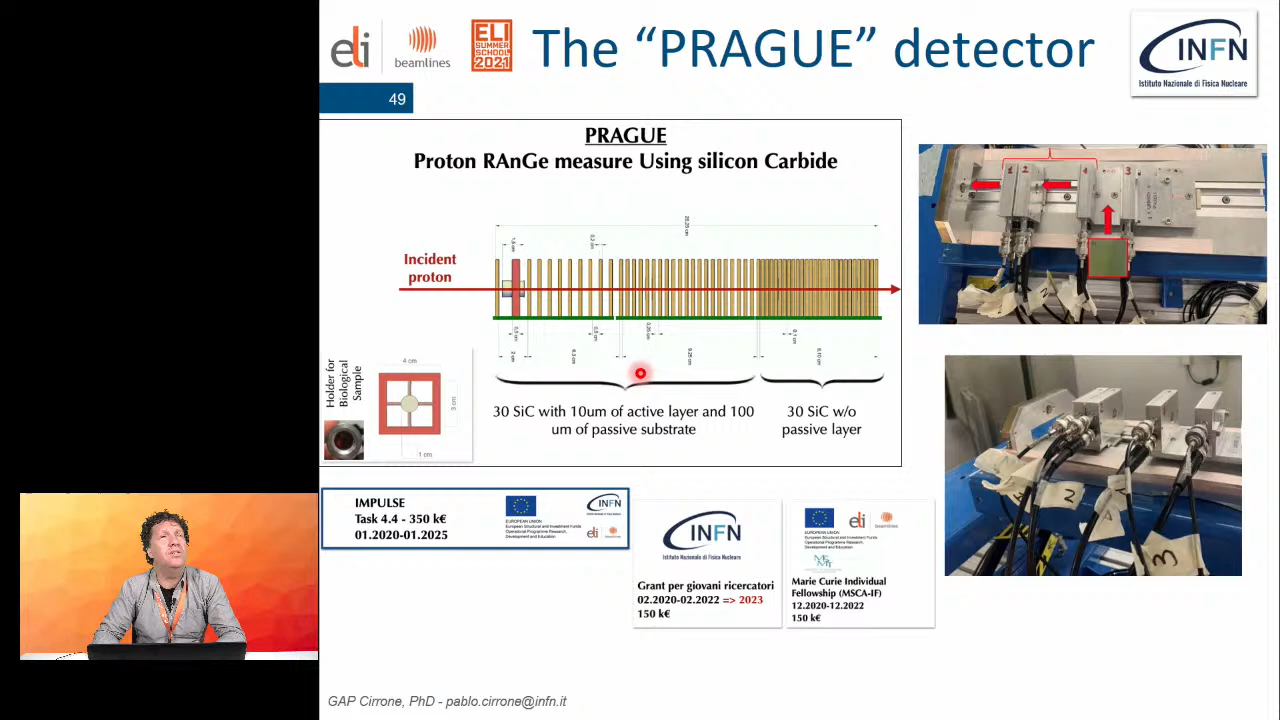 eli
beamlines
ELI
SUMMER
SCHOOL
2021
The “PRAGUE” detector
INFN
Istituto Nazionale di Fisica Nucleare
49
PRAGUE
Proton RAnGe measure Using silicon Carbide
Incident
proton
Holder for
Biological
Sample
4 cm
3 cm
1 cm
30 SiC with 10um of active layer and 100
um of passive substrate
30 SiC w/o
passive layer
IMPULSE
Task 4.4 - 350 k€
01.2020-01.2025
EUROPEAN UNION
European Structural and Investment Funds
Operational Programme Research,
Development and Education
INFN
eli
INFN
Istituto Nazionale di Fisica Nucleare
Grant per giovani ricercatori
02.2020-02.2022 => 2023
150 k€
EUROPEAN UNION
European Structural and Investment Funds
Operational Programme Research,
Development and Education
eli
beamlines
Marie Curie Individual
Fellowship (MSCA-IF)
12.2020-12.2022
150 k€
GAP Cirrone, PhD - pablo.cirrone@infn.it